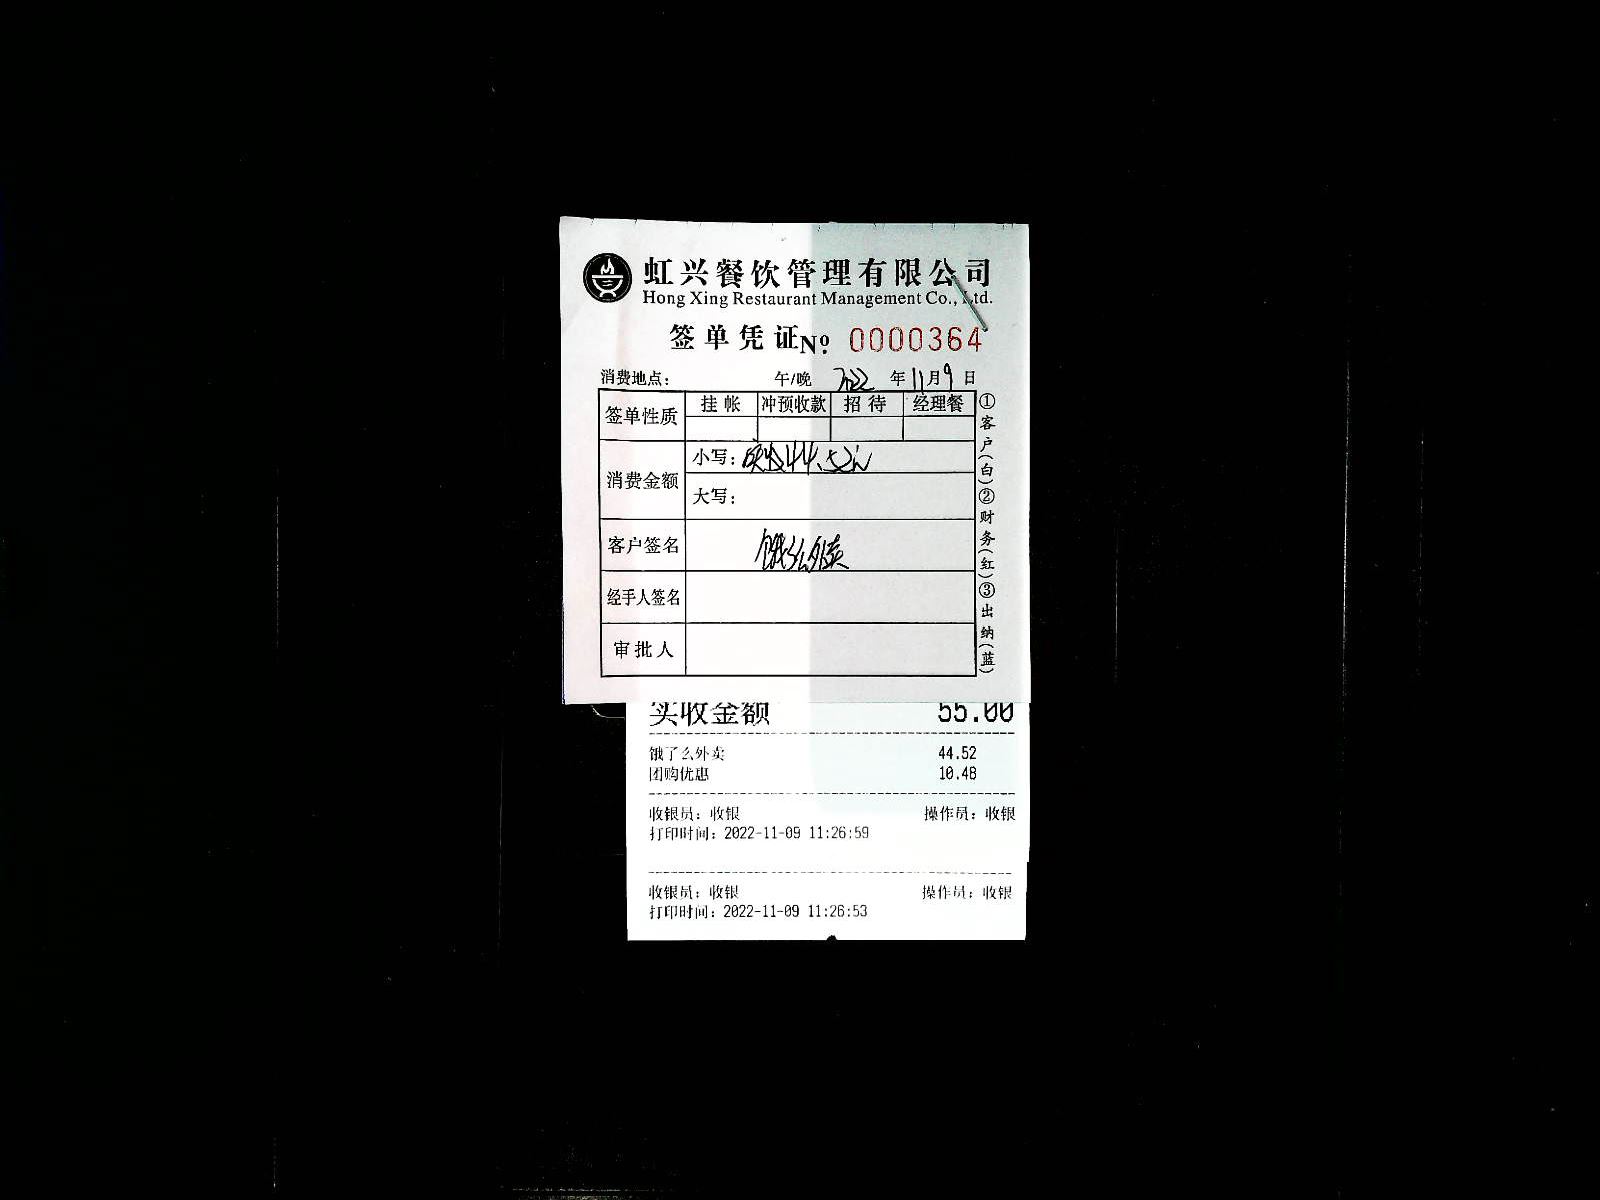 虹兴餐饮管理有限公司
Hong Xing Restaurant Management Co., Ltd.
签单凭证 No 0000364
消费地点： 午/晚 2022 年 11 月 9 日
签单性质 挂帐 冲预收款 招待 经理餐
消费金额 小写： 44.52
大写：
客户签名 饿么外卖
经手人签名
审批人
①客户(白)②财务(红)③出纳(蓝)
实收金额 55.00
饿了么外卖 44.52
团购优惠 10.48
收银员：收银 操作员：收银
打印时间：2022-11-09 11:26:59
收银员：收银 操作员：收银
打印时间：2022-11-09 11:26:53